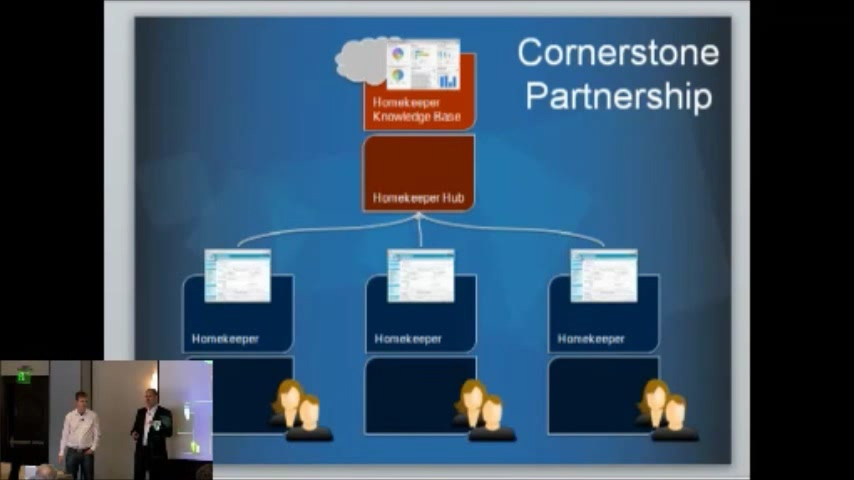 Cornerstone
Partnership
Homekeeper
Knowledge Base
Homekeeper Hub
Homekeeper
Homekeeper
Homekeeper